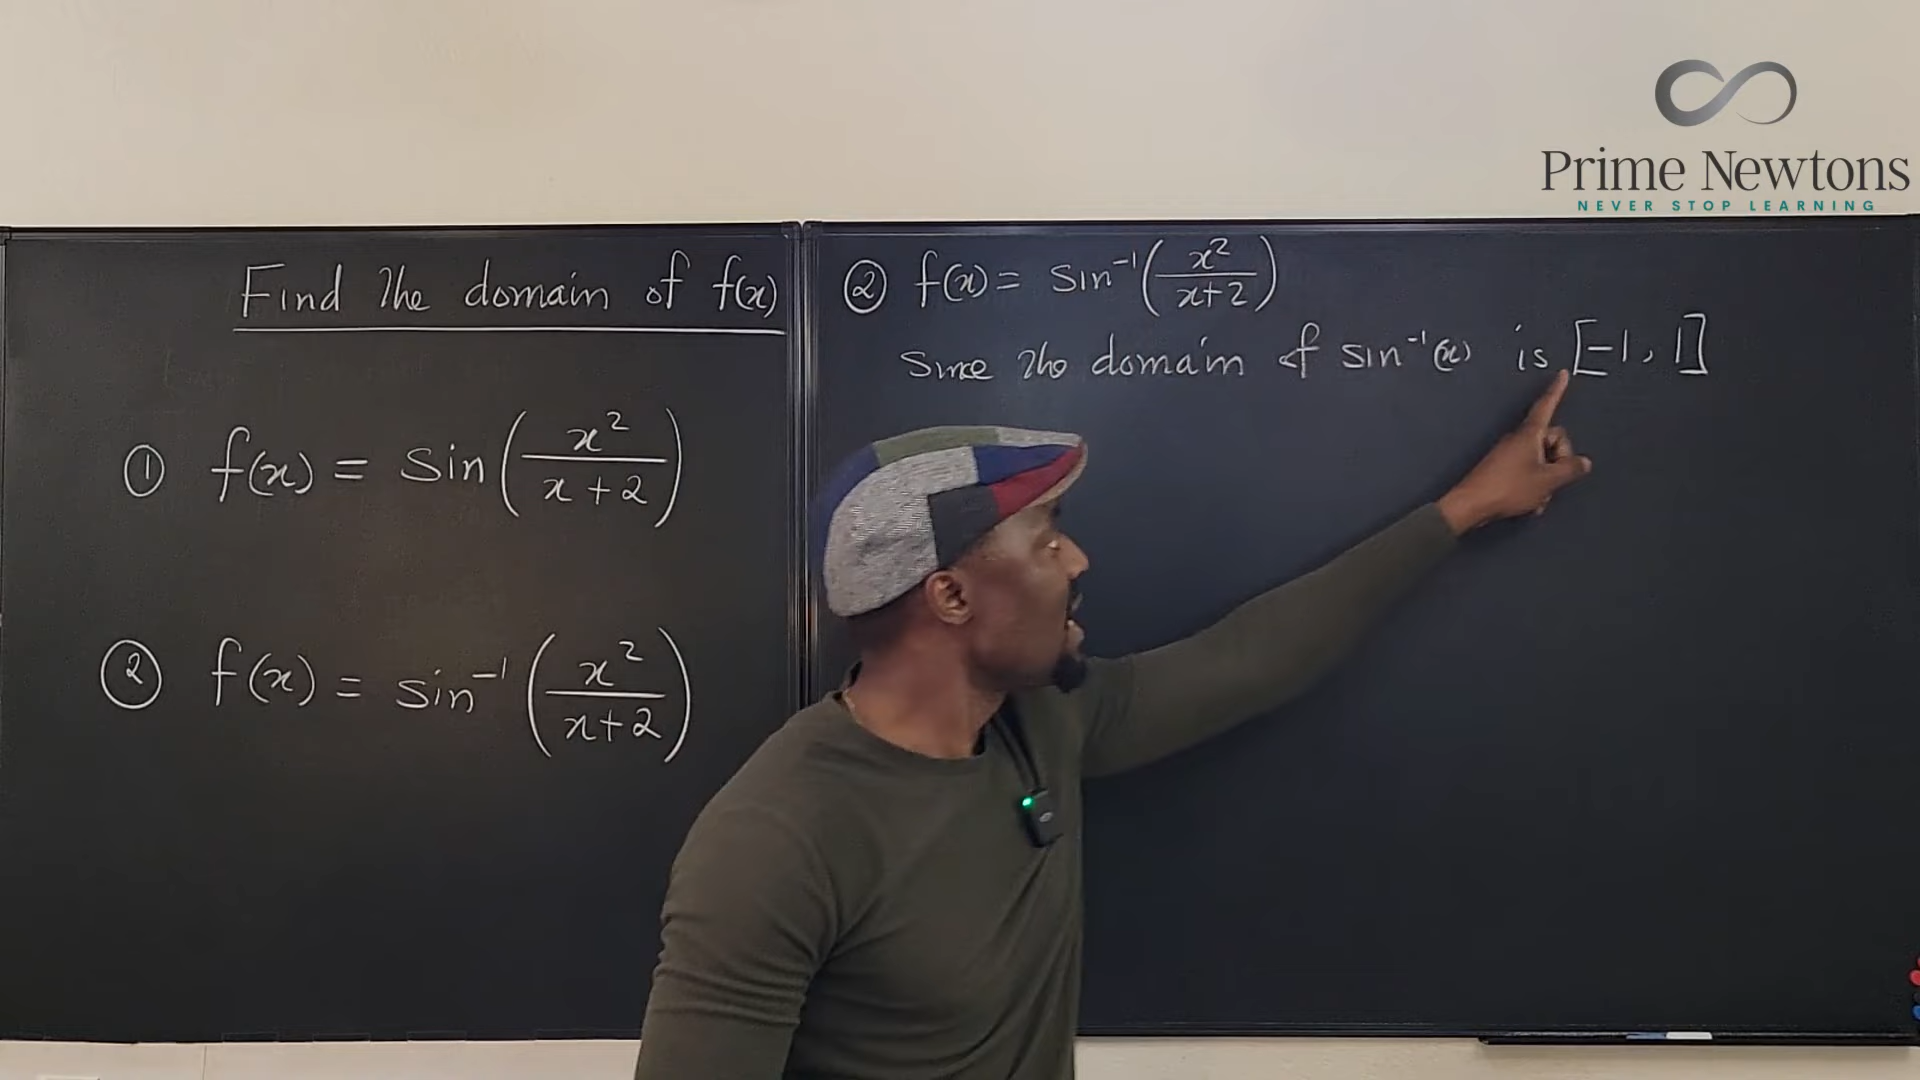 Prime Newtons
NEVER STOP LEARNING
Find the domain of f(x)
① f(x) = sin(x²/(x+2))
② f(x) = sin⁻¹(x²/(x+2))
② f(x) = sin⁻¹(x²/(x+2))
Since the domain of sin⁻¹(x) is [-1, 1]